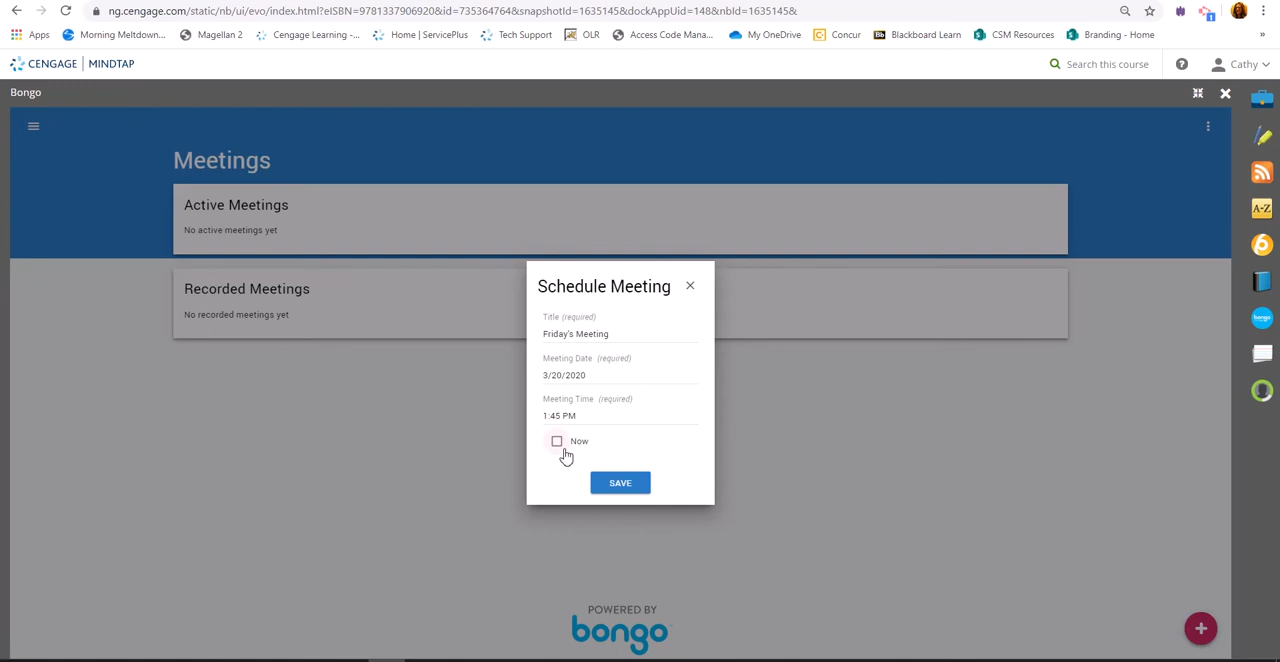 ng.cengage.com/static/nb/ui/evo/index.html?eISBN=9781337906920&id=735364764&snapshotId=1635145&dockAppUid=148&nbId=1635145&
Apps Morning Meltdown... Magellan 2 Cengage Learning -... Home | ServicePlus Tech Support OLR Access Code Mana... My OneDrive Concur Bb Blackboard Learn CSM Resources Branding - Home »
CENGAGE | MINDTAP Search this course Cathy
Bongo
Meetings
Active Meetings
No active meetings yet
Recorded Meetings
No recorded meetings yet
Schedule Meeting
Title (required)
Friday's Meeting
Meeting Date (required)
3/20/2020
Meeting Time (required)
1:45 PM
Now
SAVE
POWERED BY
bongo
A-Z
bongo